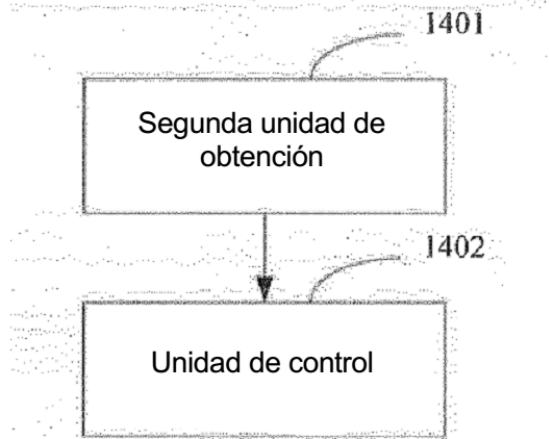 1401
Segunda unidad de
obtención
1402
Unidad de control